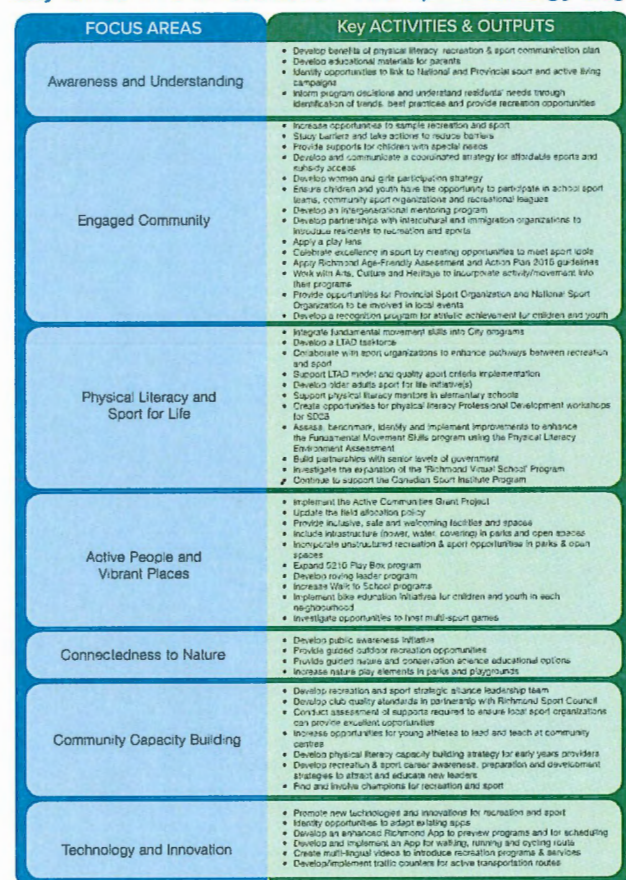 FOCUS AREAS
Key ACTIVITIES & OUTPUTS
Awareness and Understanding
• Develop benefits of physical literacy, recreation & sport communication plan
• Develop educational materials for parents
• Identify opportunities to link to National and Provincial sport and active living
campaigns
• Inform program decisions and understand residents' needs through
identification of trends, best practices and provide recreation opportunities
Engaged Community
• Increase opportunities to sample recreation and sport
• Study barriers and take actions to reduce barriers
• Provide supports for children with special needs
• Develop and communicate a coordinated strategy for affordable sports and
subsidy access
• Develop women and girls participation strategy
• Ensure children and youth have the opportunity to participate in school sport
teams, community sport organizations and recreational leagues
• Develop an intergenerational mentoring program
• Develop partnerships with intercultural and immigration organizations to
introduce residents to recreation and sports
• Apply a play lens
• Celebrate excellence in sport by creating opportunities to meet sport idols
• Apply Richmond Age-Friendly Assessment and Action Plan 2015 guidelines
• Work with Arts, Culture and Heritage to incorporate activity/movement into
their programs
• Provide opportunities for Provincial Sport Organization and National Sport
Organization to be involved in local events
• Develop a recognition program for athletic achievement for children and youth
Physical Literacy and
Sport for Life
• Integrate fundamental movement skills into City programs
• Develop a LTAD taskforce
• Collaborate with sport organizations to enhance pathways between recreation
and sport
• Support LTAD model and quality sport criteria implementation
• Develop older adults sport for life initiative(s)
• Support physical literacy mentors in elementary schools
• Create opportunities for physical literacy Professional Development workshops
for SD38
• Assess, benchmark, identify and implement improvements to enhance
the Fundamental Movement Skills program using the Physical Literacy
Environment Assessment
• Build partnerships with senior levels of government
• Investigate the expansion of the 'Richmond Virtual School' Program
• Continue to support the Canadian Sport Institute Program
Active People and
Vibrant Places
• Implement the Active Communities Grant Project
• Update the field allocation policy
• Provide inclusive, safe and welcoming facilities and spaces
• Include infrastructure (power, water, covering) in parks and open spaces
• Incorporate unstructured recreation & sport opportunities in parks & open
spaces
• Expand 5210 Play Box program
• Develop roving leader program
• Increase Walk to School programs
• Implement bike education initiatives for children and youth in each
neighbourhood
• Investigate opportunities to host multi-sport games
Connectedness to Nature
• Develop public awareness initiative
• Provide guided outdoor recreation opportunities
• Provide guided nature and conservation science educational options
• Increase nature play elements in parks and playgrounds
Community Capacity Building
• Develop recreation and sport strategic alliance leadership team
• Develop club quality standards in partnership with Richmond Sport Council
• Conduct assessment of supports required to ensure local sport organizations
can provide excellent opportunities
• Increase opportunities for young athletes to lead and teach at community
centres
• Develop physical literacy capacity building strategy for early years providers
• Develop recreation & sport career awareness, preparation and development
strategies to attract and educate new leaders
• Find and involve champions for recreation and sport
Technology and Innovation
• Promote new technologies and innovations for recreation and sport
• Identify opportunities to adapt existing apps
• Develop an enhanced Richmond App to preview programs and for scheduling
• Develop and implement an App for walking, running and cycling route
• Create multi-lingual videos to introduce recreation programs & services
• Develop/implement traffic counters for active transportation routes